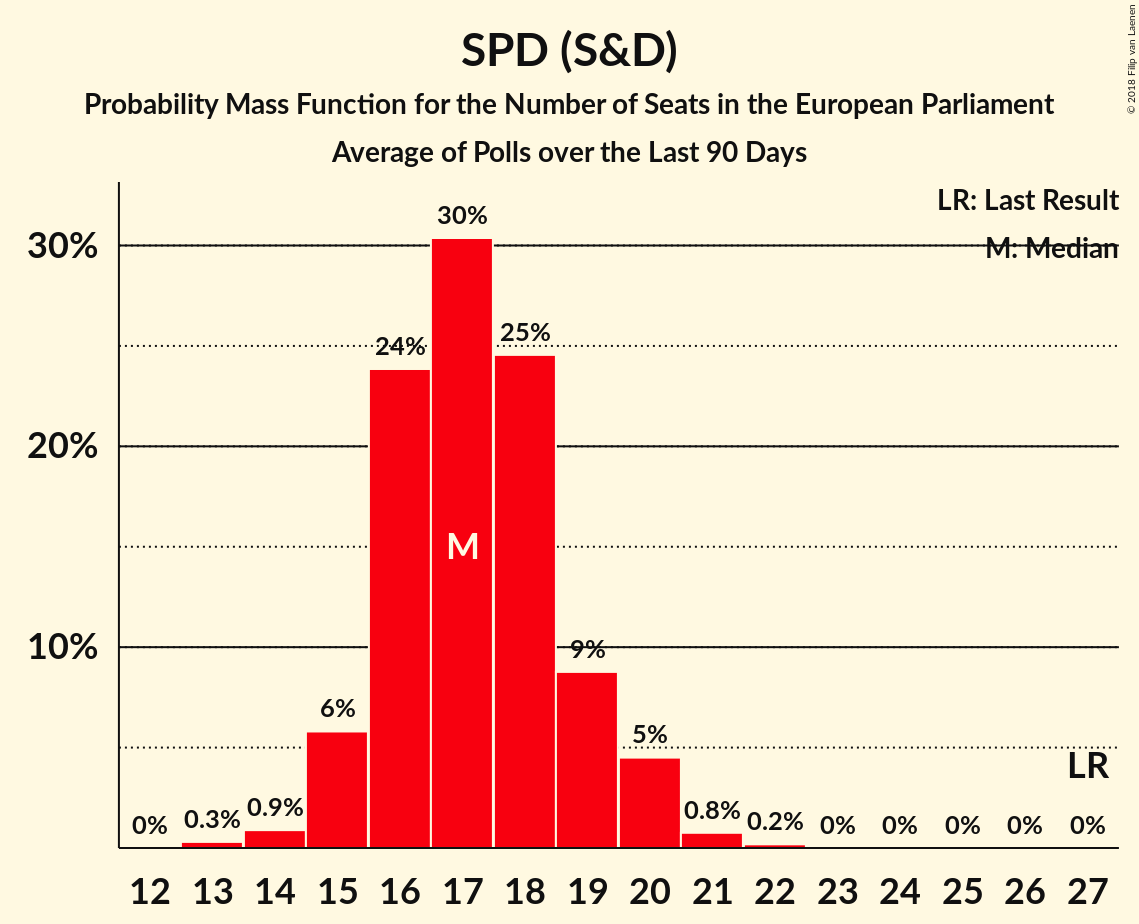 SPD (S&D)
Probability Mass Function for the Number of Seats in the European Parliament
Average of Polls over the Last 90 Days
© 2018 Filip van Laenen
LR: Last Result
M: Median
30%
20%
10%
0%
0.3%
0.9%
6%
24%
30%
25%
9%
5%
0.8%
0.2%
0%
0%
0%
0%
0%
M
LR
12 13 14 15 16 17 18 19 20 21 22 23 24 25 26 27